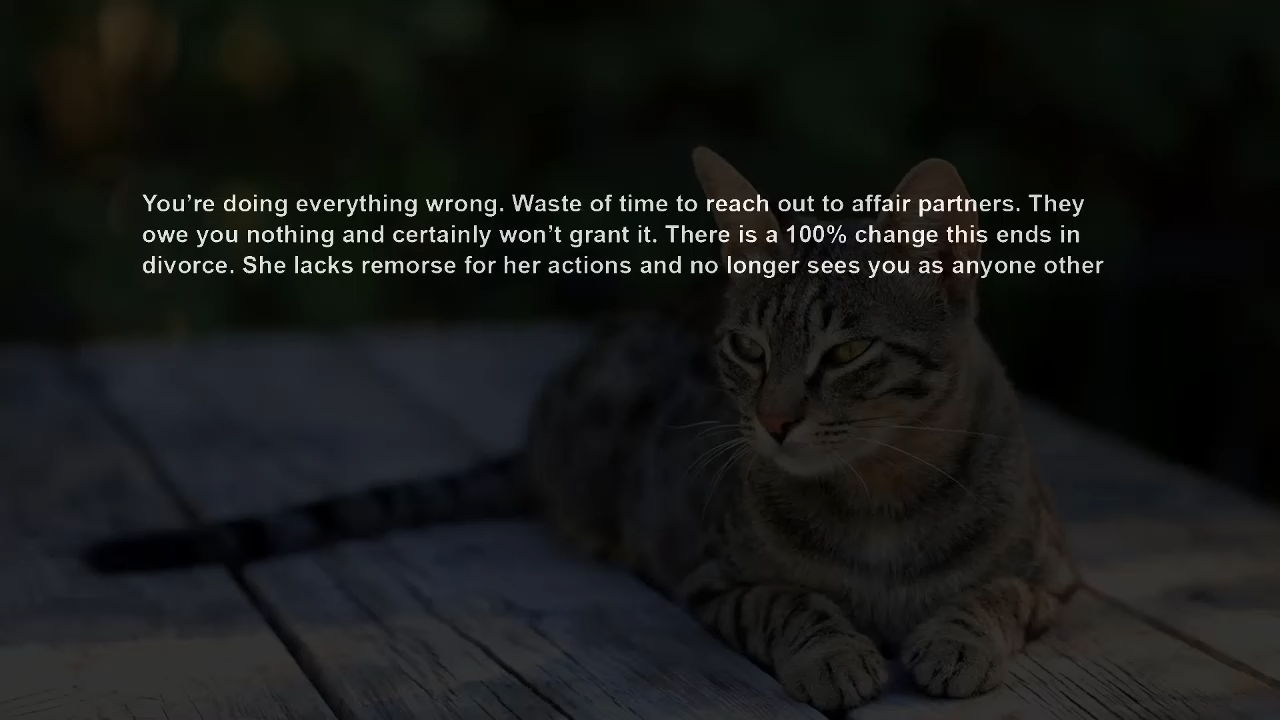 You’re doing everything wrong. Waste of time to reach out to affair partners. They
owe you nothing and certainly won’t grant it. There is a 100% change this ends in
divorce. She lacks remorse for her actions and no longer sees you as anyone other